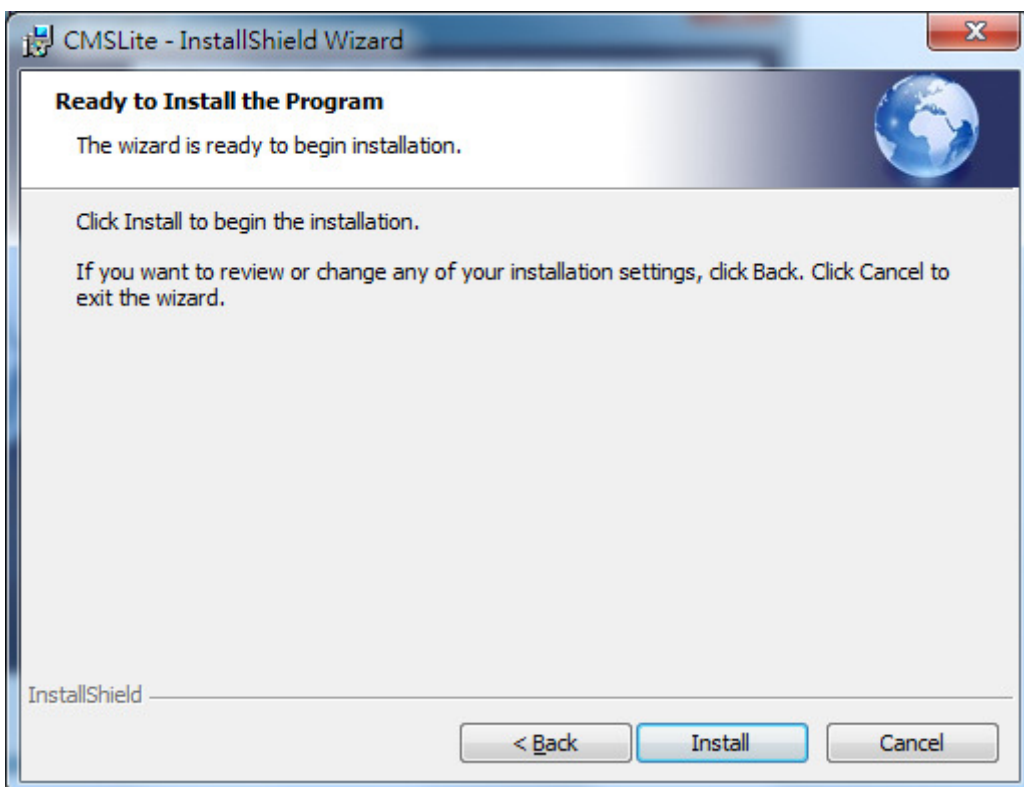 CMSLite - InstallShield Wizard
Ready to Install the Program
The wizard is ready to begin installation.
Click Install to begin the installation.
If you want to review or change any of your installation settings, click Back. Click Cancel to
exit the wizard.
InstallShield
< Back
Install
Cancel